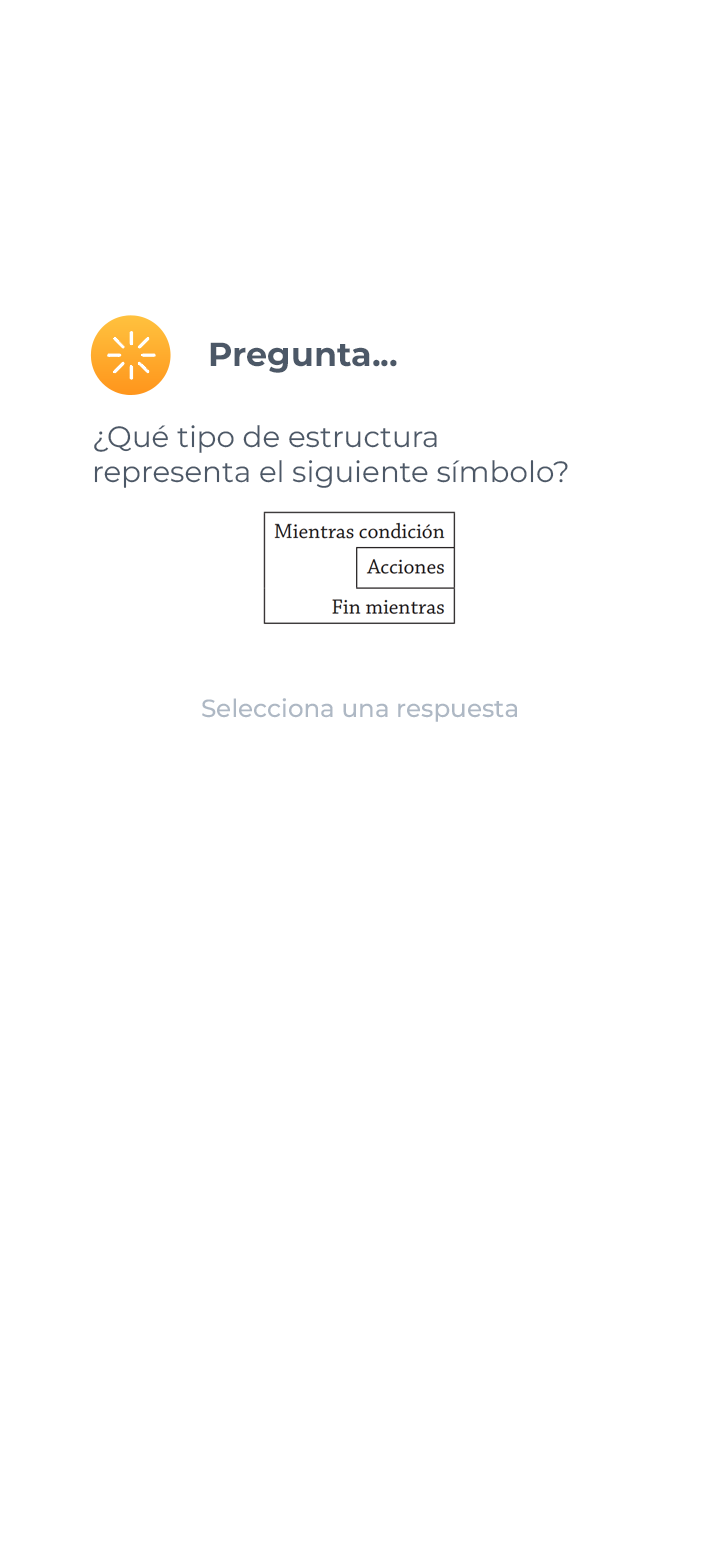 Pregunta...
¿Qué tipo de estructura
representa el siguiente símbolo?
Mientras condición
Acciones
Fin mientras
Selecciona una respuesta